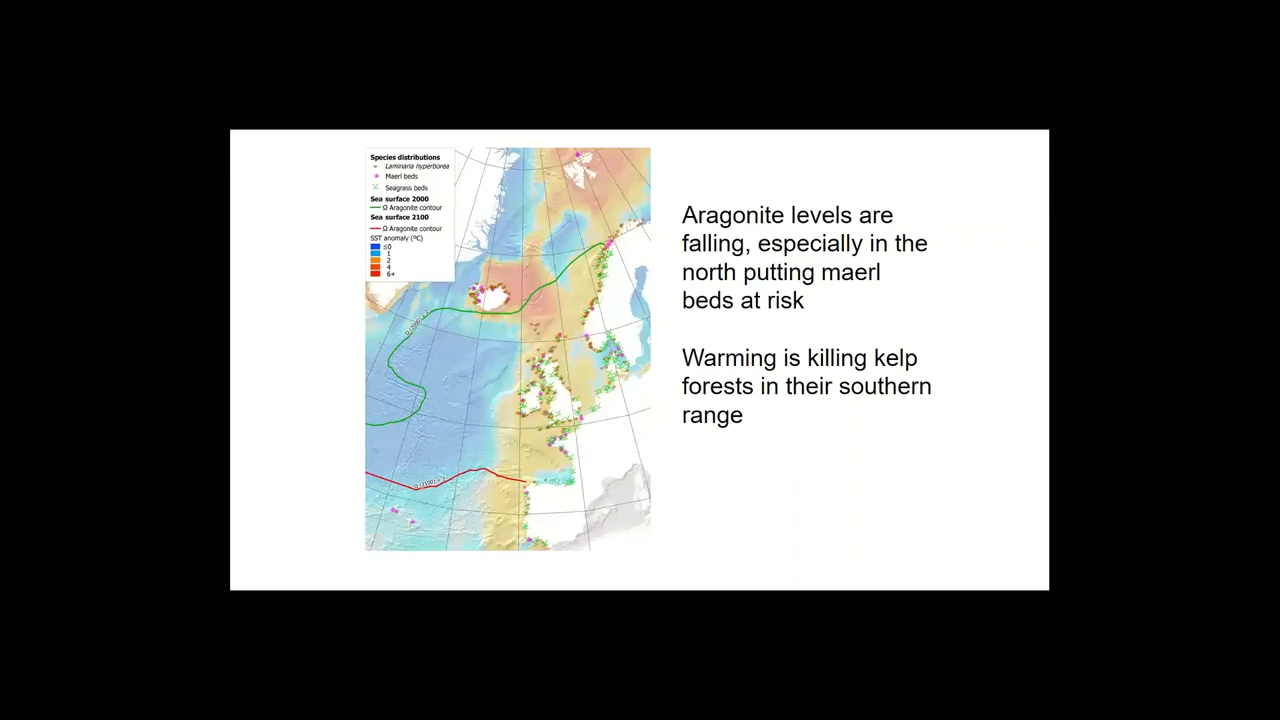 Species distributions
Laminaria hyperborea
Maerl beds
Seagrass beds
Sea surface 2000
Ω Aragonite contour
Sea surface 2100
Ω Aragonite contour
SST anomaly (ºC)
≤0
1
2
4
6+
Aragonite levels are
falling, especially in the
north putting maerl
beds at risk
Warming is killing kelp
forests in their southern
range